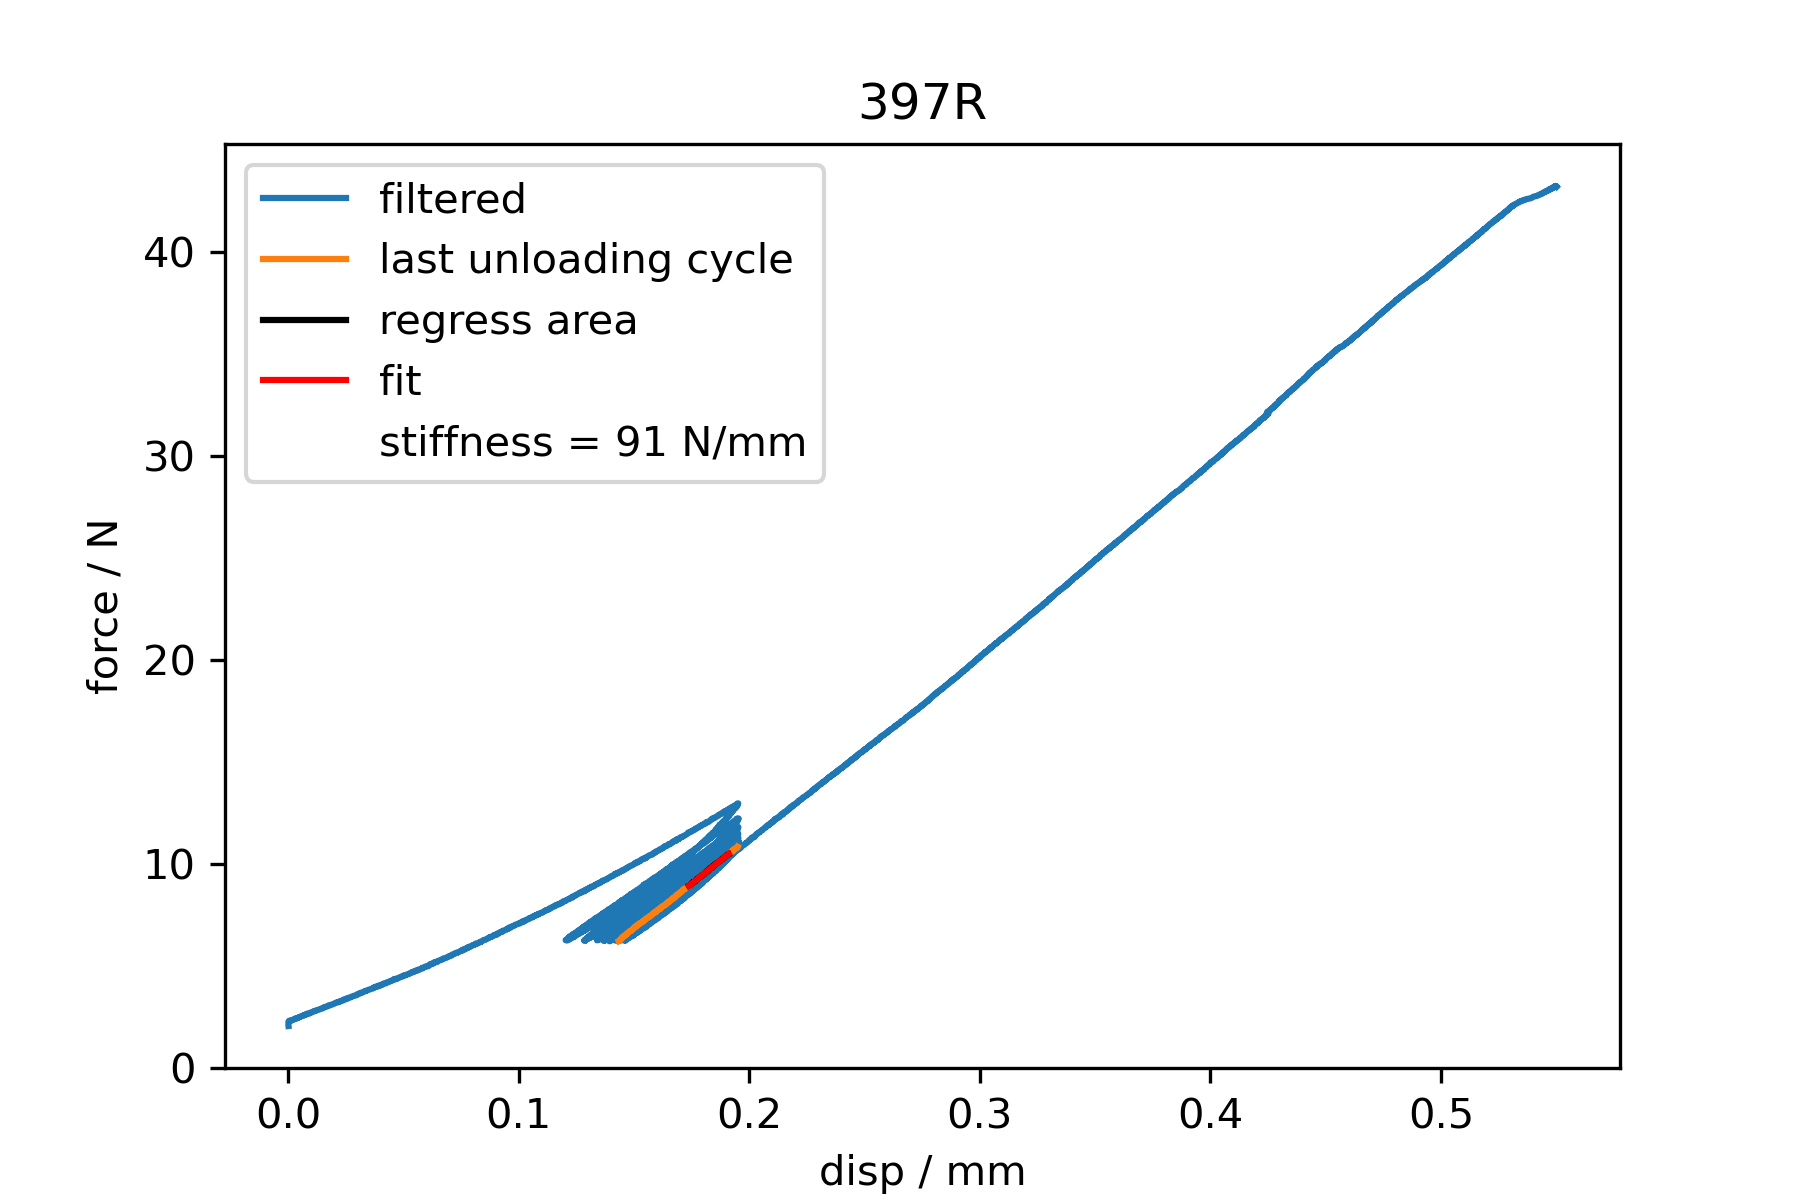 397R
filtered
last unloading cycle
regress area
fit
stiffness = 91 N/mm
force / N
40
30
20
10
0
0.0 0.1 0.2 0.3 0.4 0.5
disp / mm